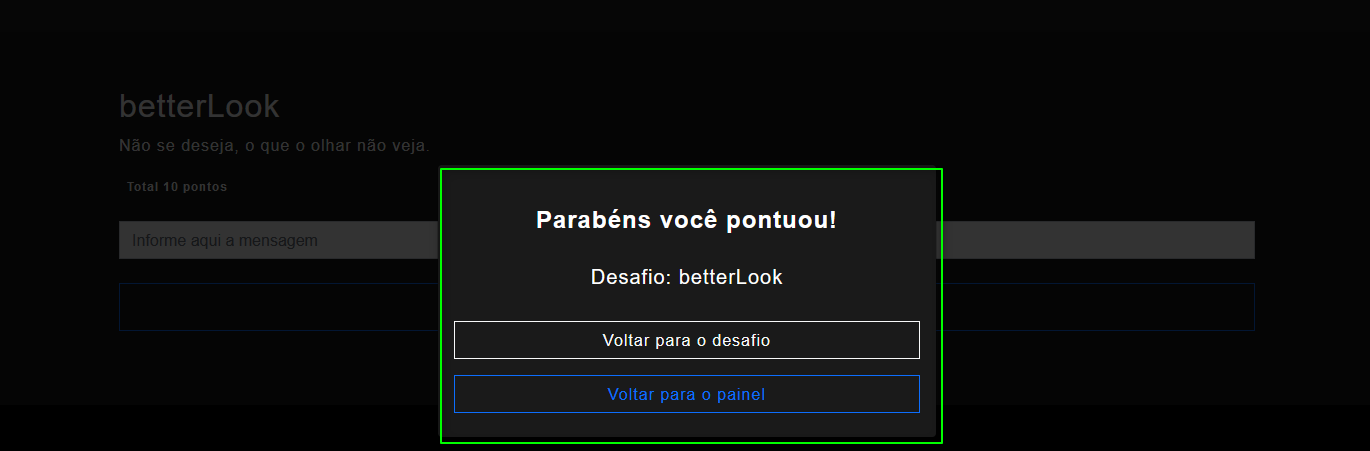 betterLook
Não se deseja, o que o olhar não veja.
Total 10 pontos
Informe aqui a mensagem
Parabéns você pontuou!
Desafio: betterLook
Voltar para o desafio
Voltar para o painel